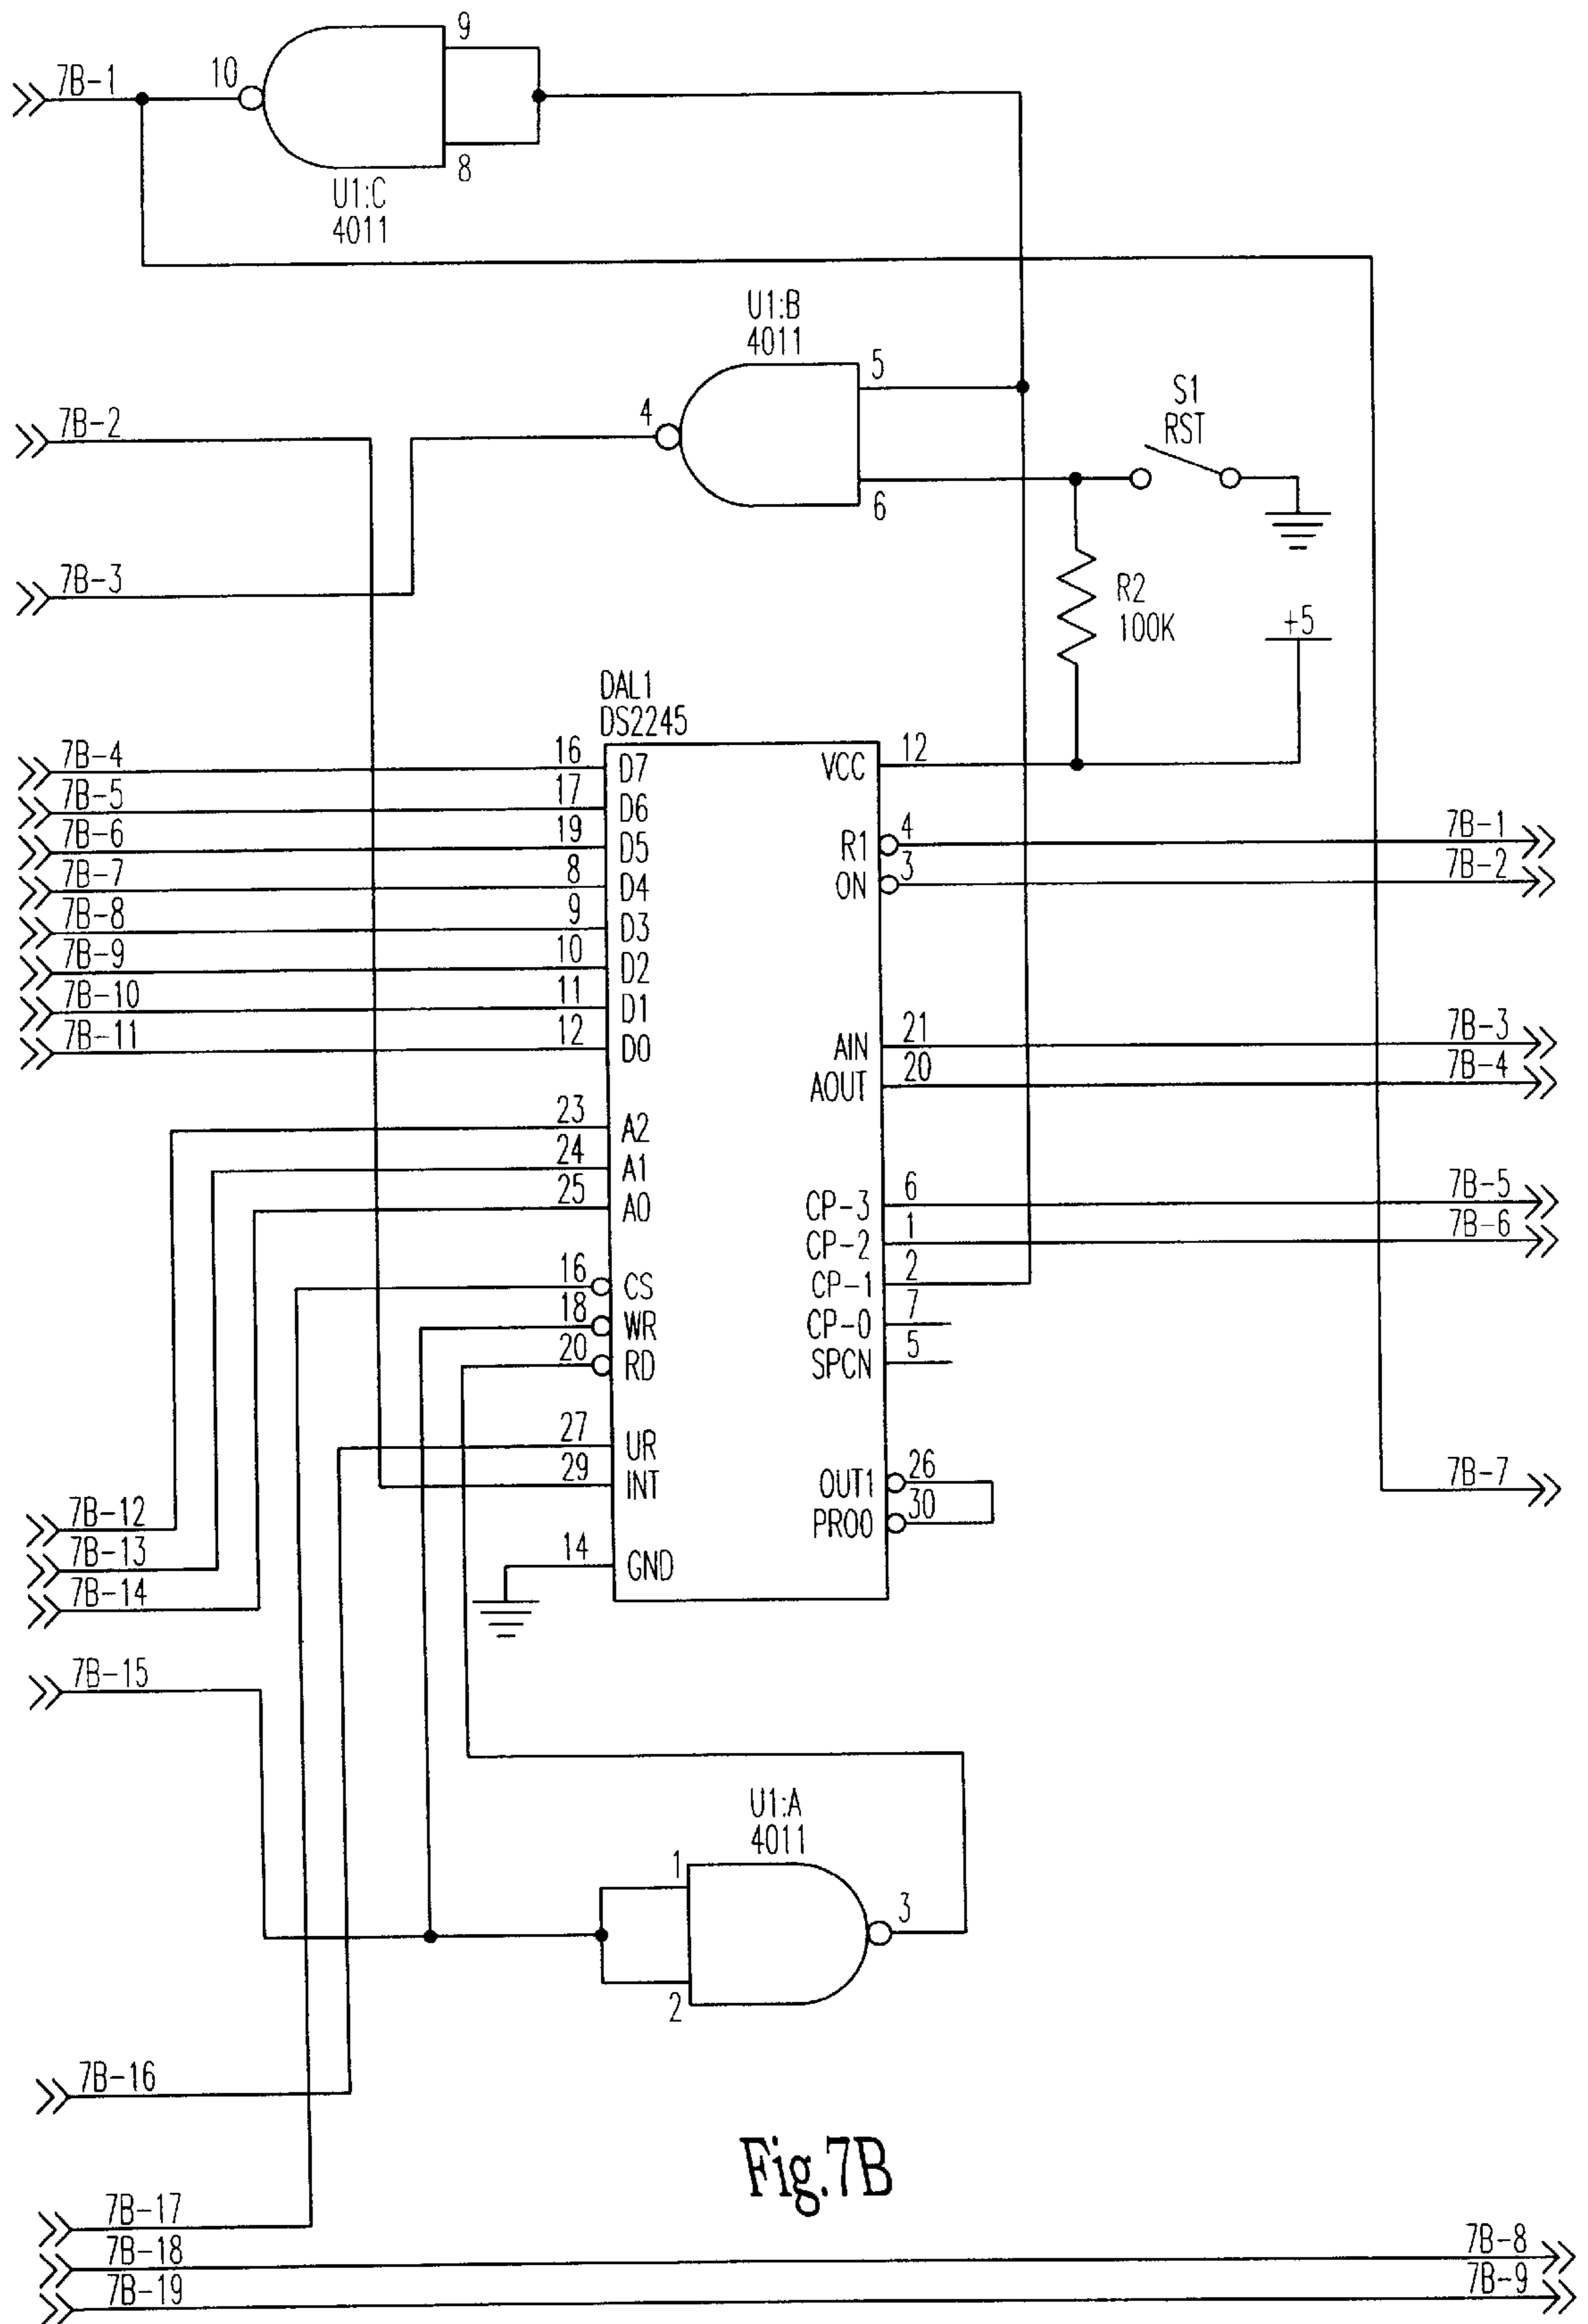 7B-1
10
9
8
U1:C
4011
U1:B
4011
5
4
6
7B-2
S1
RST
7B-3
R2
100K
+5
DAL1
DS2245
7B-4 16 D7
VCC 12
7B-5 17 D6
7B-6 19 D5
R1 4 7B-1
7B-7 8 D4
ON 3 7B-2
7B-8 9 D3
7B-9 10 D2
7B-10 11 D1
7B-11 12 D0
AIN 21 7B-3
AOUT 20 7B-4
23 A2
24 A1
25 A0
CP-3 6 7B-5
CP-2 1 7B-6
16 CS
CP-1 2
18 WR
CP-0 7
20 RD
SPCN 5
27 UR
29 INT
OUT1 26
7B-7
PRO0 30
7B-12
7B-13
14 GND
7B-14
7B-15
U1:A
4011
1
3
2
7B-16
Fig.7B
7B-17
7B-18
7B-8
7B-19
7B-9